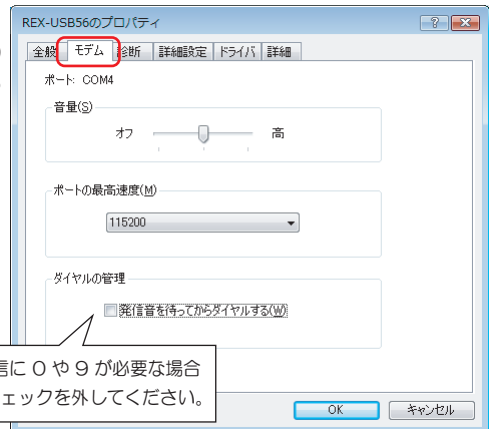 REX-USB56のプロパティ
全般 モデム 診断 詳細設定 ドライバ 詳細
ポート: COM4
音量(S)
オフ 高
ポートの最高速度(M)
115200
ダイヤルの管理
発信音を待ってからダイヤルする(W)
信に 0 や 9 が必要な場合
ェックを外してください。
OK キャンセル